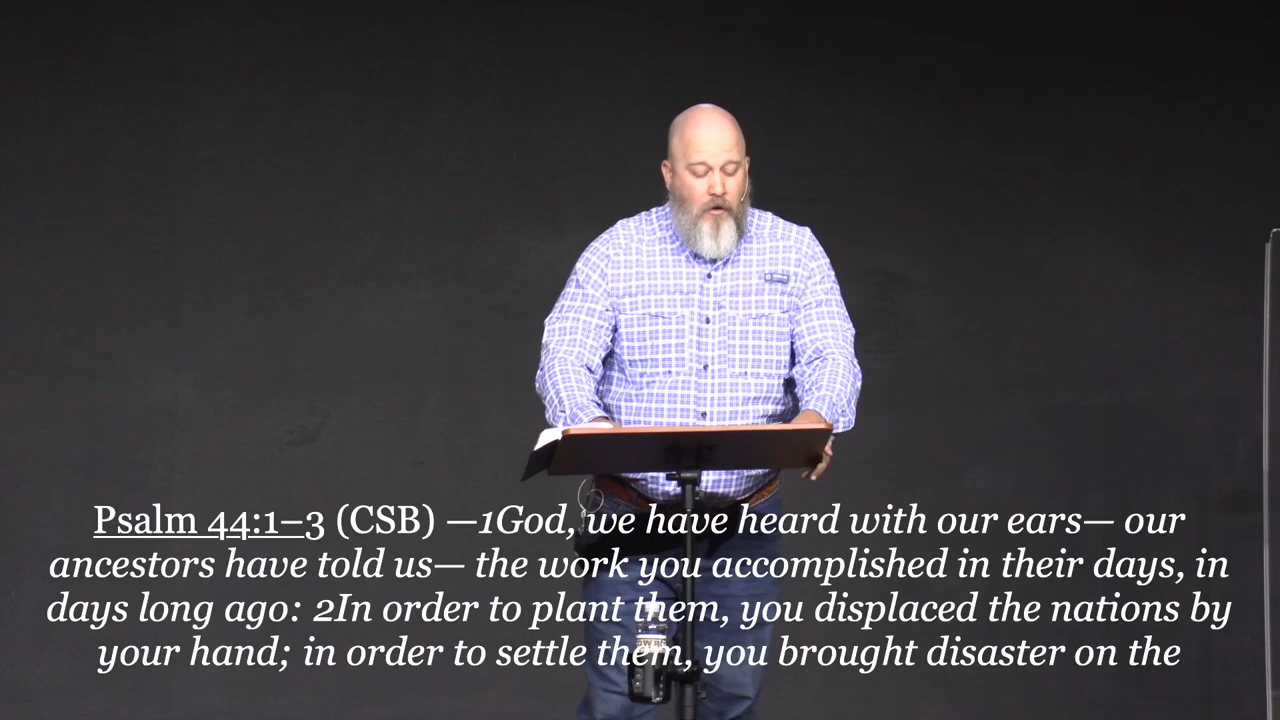 Psalm 44:1–3 (CSB) —1God, we have heard with our ears— our
ancestors have told us— the work you accomplished in their days, in
days long ago: 2In order to plant them, you displaced the nations by
your hand; in order to settle them, you brought disaster on the